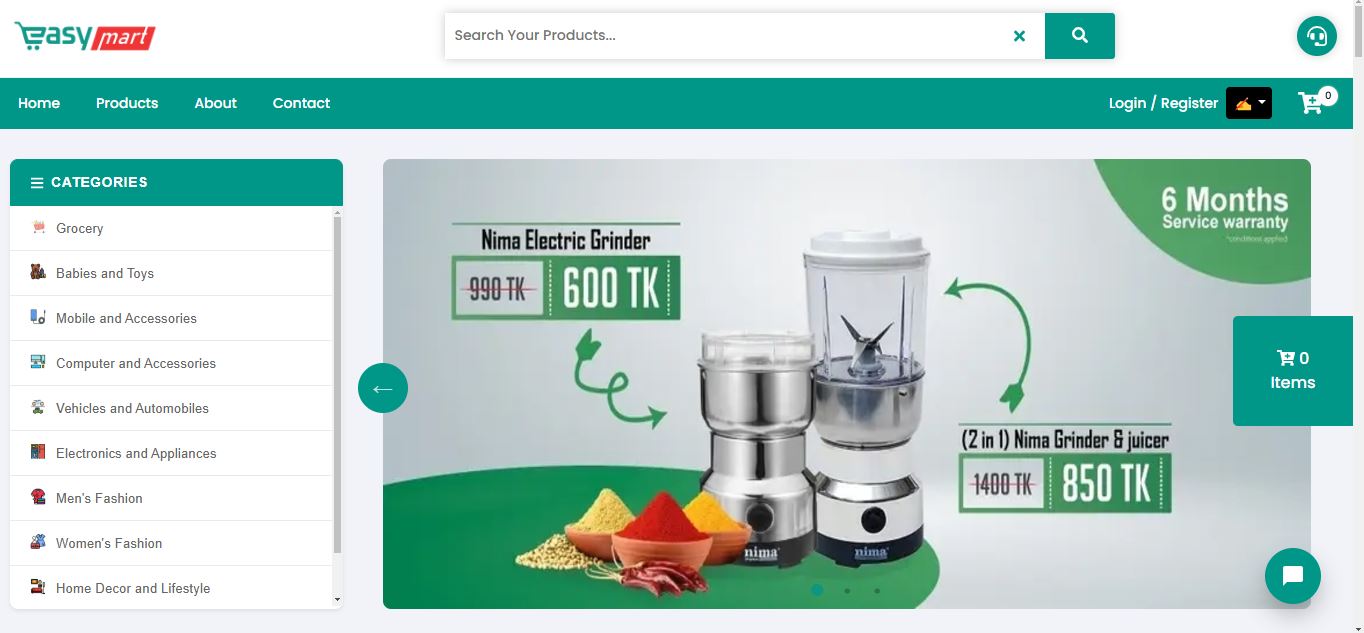 easy mart
Search Your Products...
Home
Products
About
Contact
Login / Register
0
CATEGORIES
Grocery
Babies and Toys
Mobile and Accessories
Computer and Accessories
Vehicles and Automobiles
Electronics and Appliances
Men's Fashion
Women's Fashion
Home Decor and Lifestyle
6 Months
Service warranty
*conditions applied
Nima Electric Grinder
990 TK
600 TK
(2 in 1) Nima Grinder & juicer
1400 TK
850 TK
nima
nima
0
Items